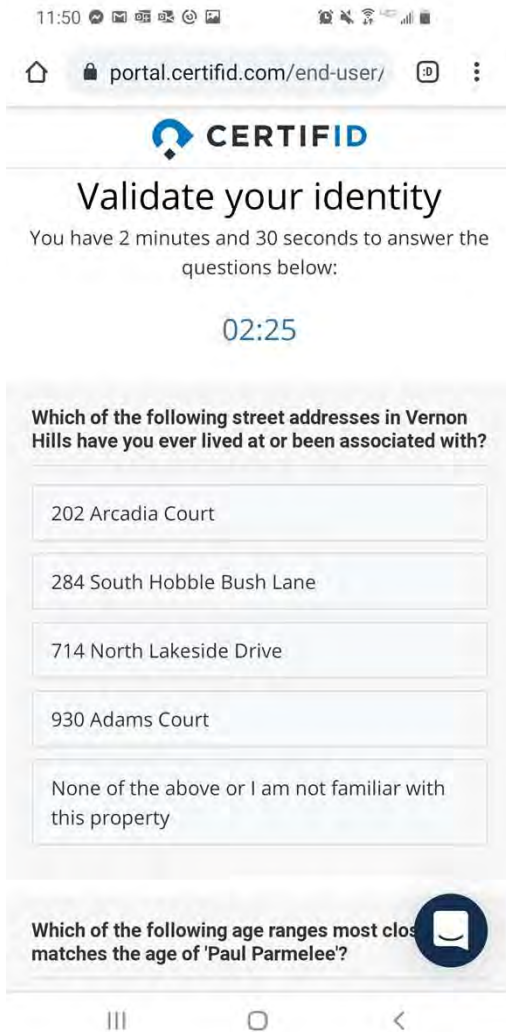 11:50
portal.certifid.com/end-user/
:D
CERTIFID
Validate your identity
You have 2 minutes and 30 seconds to answer the
questions below:
02:25
Which of the following street addresses in Vernon
Hills have you ever lived at or been associated with?
202 Arcadia Court
284 South Hobble Bush Lane
714 North Lakeside Drive
930 Adams Court
None of the above or I am not familiar with
this property
Which of the following age ranges most clos
matches the age of 'Paul Parmelee'?